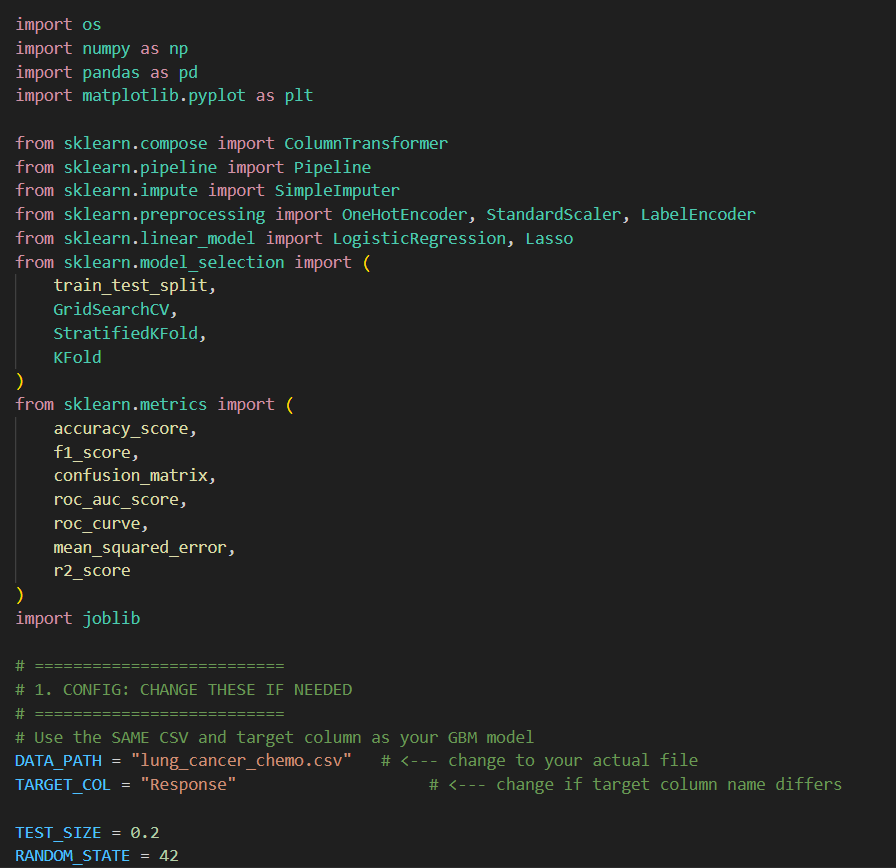 import os
import numpy as np
import pandas as pd
import matplotlib.pyplot as plt

from sklearn.compose import ColumnTransformer
from sklearn.pipeline import Pipeline
from sklearn.impute import SimpleImputer
from sklearn.preprocessing import OneHotEncoder, StandardScaler, LabelEncoder
from sklearn.linear_model import LogisticRegression, Lasso
from sklearn.model_selection import (
    train_test_split,
    GridSearchCV,
    StratifiedKFold,
    KFold
)
from sklearn.metrics import (
    accuracy_score,
    f1_score,
    confusion_matrix,
    roc_auc_score,
    roc_curve,
    mean_squared_error,
    r2_score
)
import joblib

# ==========================
# 1. CONFIG: CHANGE THESE IF NEEDED
# ==========================
# Use the SAME CSV and target column as your GBM model
DATA_PATH = "lung_cancer_chemo.csv"   # <--- change to your actual file
TARGET_COL = "Response"                    # <--- change if target column name differs

TEST_SIZE = 0.2
RANDOM_STATE = 42